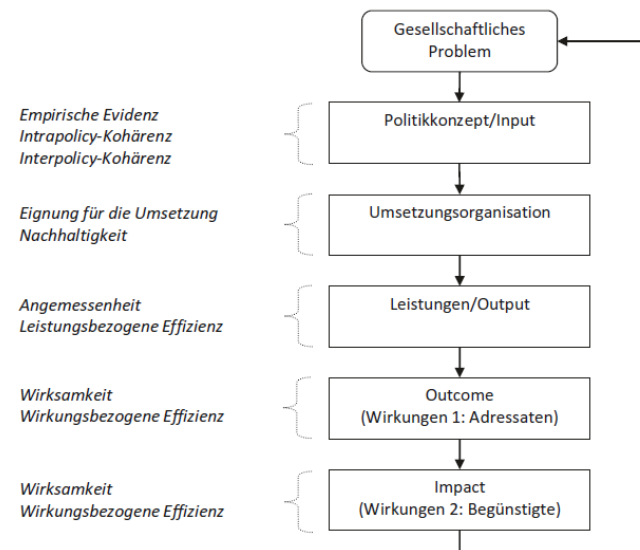 Gesellschaftliches
Problem
Empirische Evidenz
Intrapolicy-Kohärenz
Interpolicy-Kohärenz
Politikkonzept/Input
Eignung für die Umsetzung
Nachhaltigkeit
Umsetzungsorganisation
Angemessenheit
Leistungsbezogene Effizienz
Leistungen/Output
Wirksamkeit
Wirkungsbezogene Effizienz
Outcome
(Wirkungen 1: Adressaten)
Wirksamkeit
Wirkungsbezogene Effizienz
Impact
(Wirkungen 2: Begünstigte)